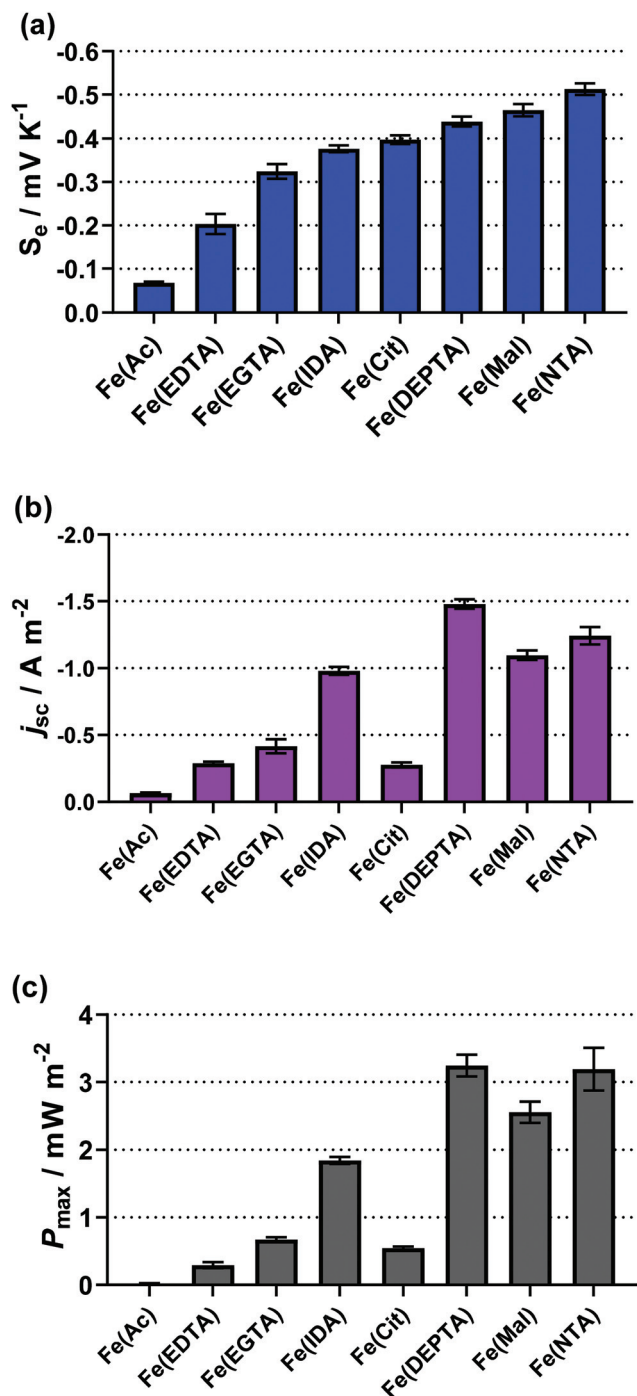 (a)
Sₑ / mV K⁻¹
-0.6
-0.5
-0.4
-0.3
-0.2
-0.1
0.0
Fe(Ac)
Fe(EDTA)
Fe(EGTA)
Fe(IDA)
Fe(Cit)
Fe(DEPTA)
Fe(Mal)
Fe(NTA)
(b)
jsc / A m⁻²
-2.0
-1.5
-1.0
-0.5
0.0
Fe(Ac)
Fe(EDTA)
Fe(EGTA)
Fe(IDA)
Fe(Cit)
Fe(DEPTA)
Fe(Mal)
Fe(NTA)
(c)
Pmax / mW m⁻²
4
3
2
1
0
Fe(Ac)
Fe(EDTA)
Fe(EGTA)
Fe(IDA)
Fe(Cit)
Fe(DEPTA)
Fe(Mal)
Fe(NTA)